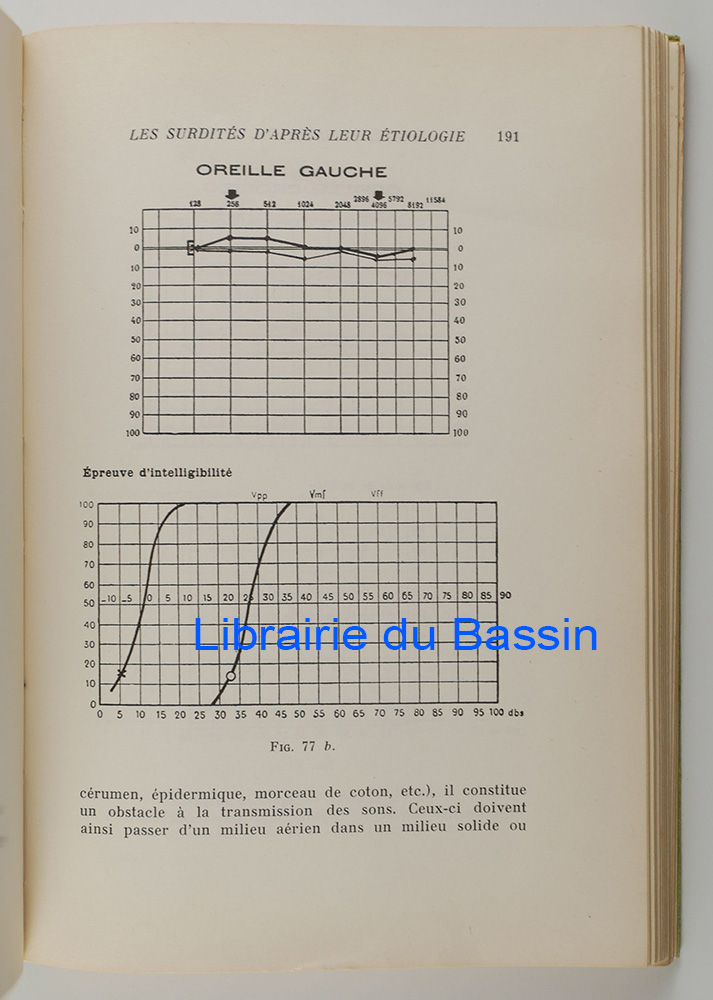 LES SURDITÉS D'APRÈS LEUR ÉTIOLOGIE 191
OREILLE GAUCHE
128 256 512 1024 2048 2896 4096 5792 8192 11584
10 10
0 0
10 10
20 20
30 30
40 40
50 50
60 60
70 70
80 80
90 90
100 100
Épreuve d'intelligibilité
Vpp Vmf Vff
100
90
80
70
60
-10 -5 0 5 10 15 20 25 30 35 40 45 50 55 60 65 70 75 80 85 90
50
40
Librairie du Bassin
30
20
10
0
0 5 10 15 20 25 30 35 40 45 50 55 60 65 70 75 80 85 90 95 100 dbs
FIG. 77 b.
cérumen, épidermique, morceau de coton, etc.), il constitue
un obstacle à la transmission des sons. Ceux-ci doivent
ainsi passer d'un milieu aérien dans un milieu solide ou